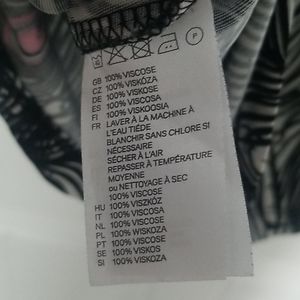 P
GB 100% VISCOSE
CZ 100% VISKÓZA
DE 100% VISKOSE
ES 100% VISCOSA
FI 100% VISKOOSIA
FR LAVER À LA MACHINE À
L'EAU TIÈDE
BLANCHIR SANS CHLORE SI
NÉCESSAIRE
SÉCHER À L'AIR
REPASSER À TEMPÉRATURE
MOYENNE
ou NETTOYAGE À SEC
100% VISCOSE
HU 100% VISZKÓZ
IT 100% VISCOSA
NL 100% VISCOSE
PL 100% WISKOZA
PT 100% VISCOSE
SE 100% VISKOS
SI 100% VISKOZA